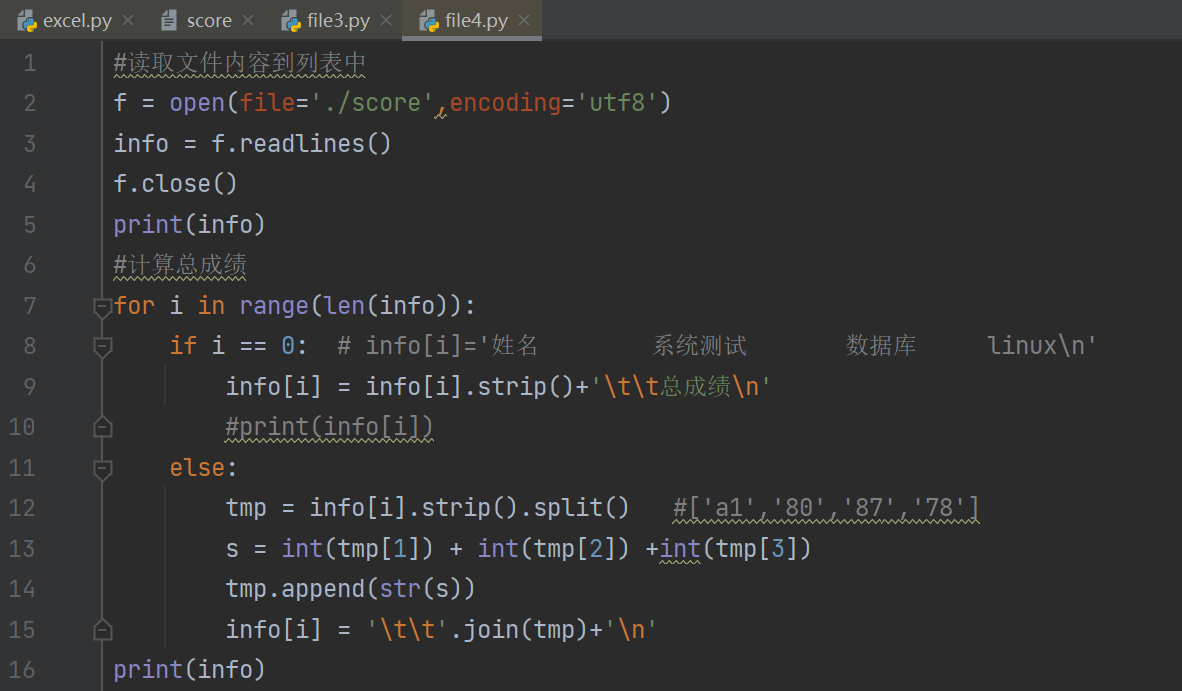 excel.py score file3.py file4.py
1 #读取文件内容到列表中
2 f = open(file='./score',encoding='utf8')
3 info = f.readlines()
4 f.close()
5 print(info)
6 #计算总成绩
7 for i in range(len(info)):
8     if i == 0:  # info[i]='姓名        系统测试       数据库     linux\n'
9         info[i] = info[i].strip()+'\t\t总成绩\n'
10         #print(info[i])
11     else:
12         tmp = info[i].strip().split()   #['a1','80','87','78']
13         s = int(tmp[1]) + int(tmp[2]) +int(tmp[3])
14         tmp.append(str(s))
15         info[i] = '\t\t'.join(tmp)+'\n'
16 print(info)